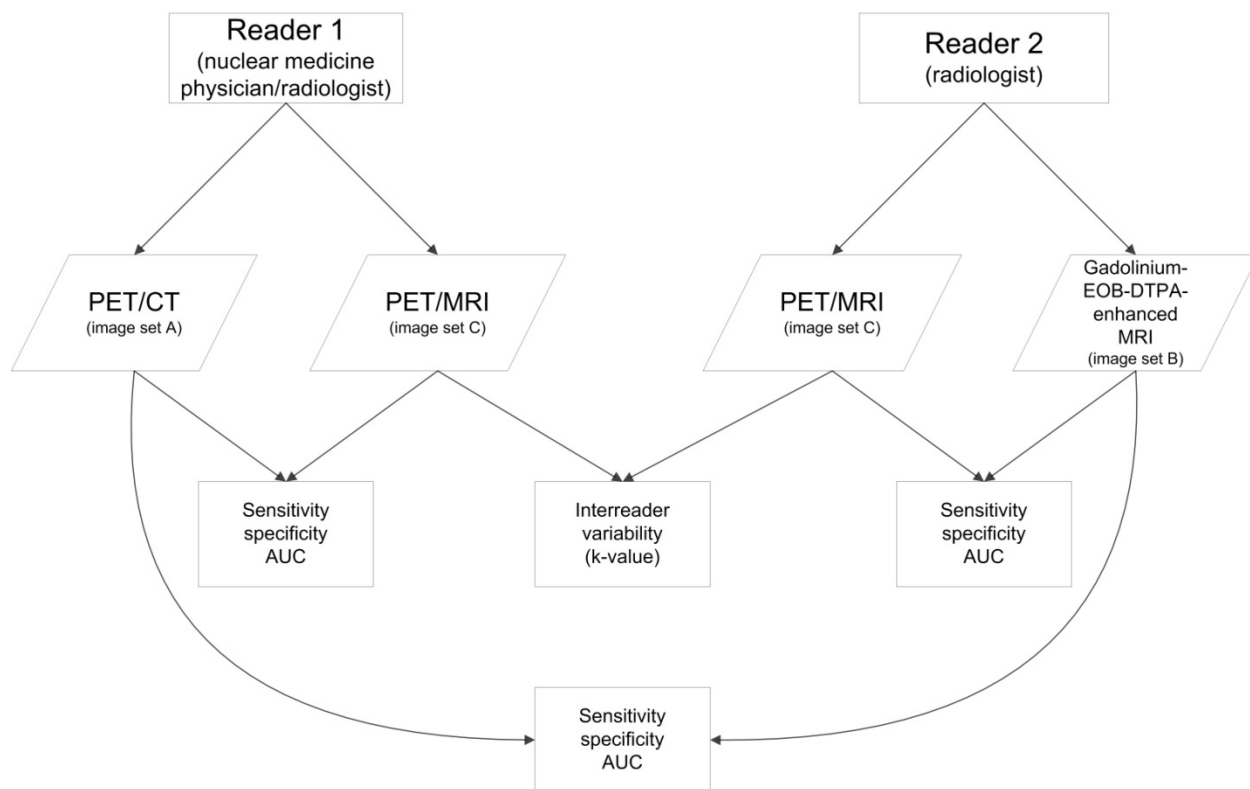 Reader 1
(nuclear medicine
physician/radiologist)
Reader 2
(radiologist)
PET/CT
(image set A)
PET/MRI
(image set C)
PET/MRI
(image set C)
Gadolinium-
EOB-DTPA-
enhanced
MRI
(image set B)
Sensitivity
specificity
AUC
Interreader
variability
(k-value)
Sensitivity
specificity
AUC
Sensitivity
specificity
AUC